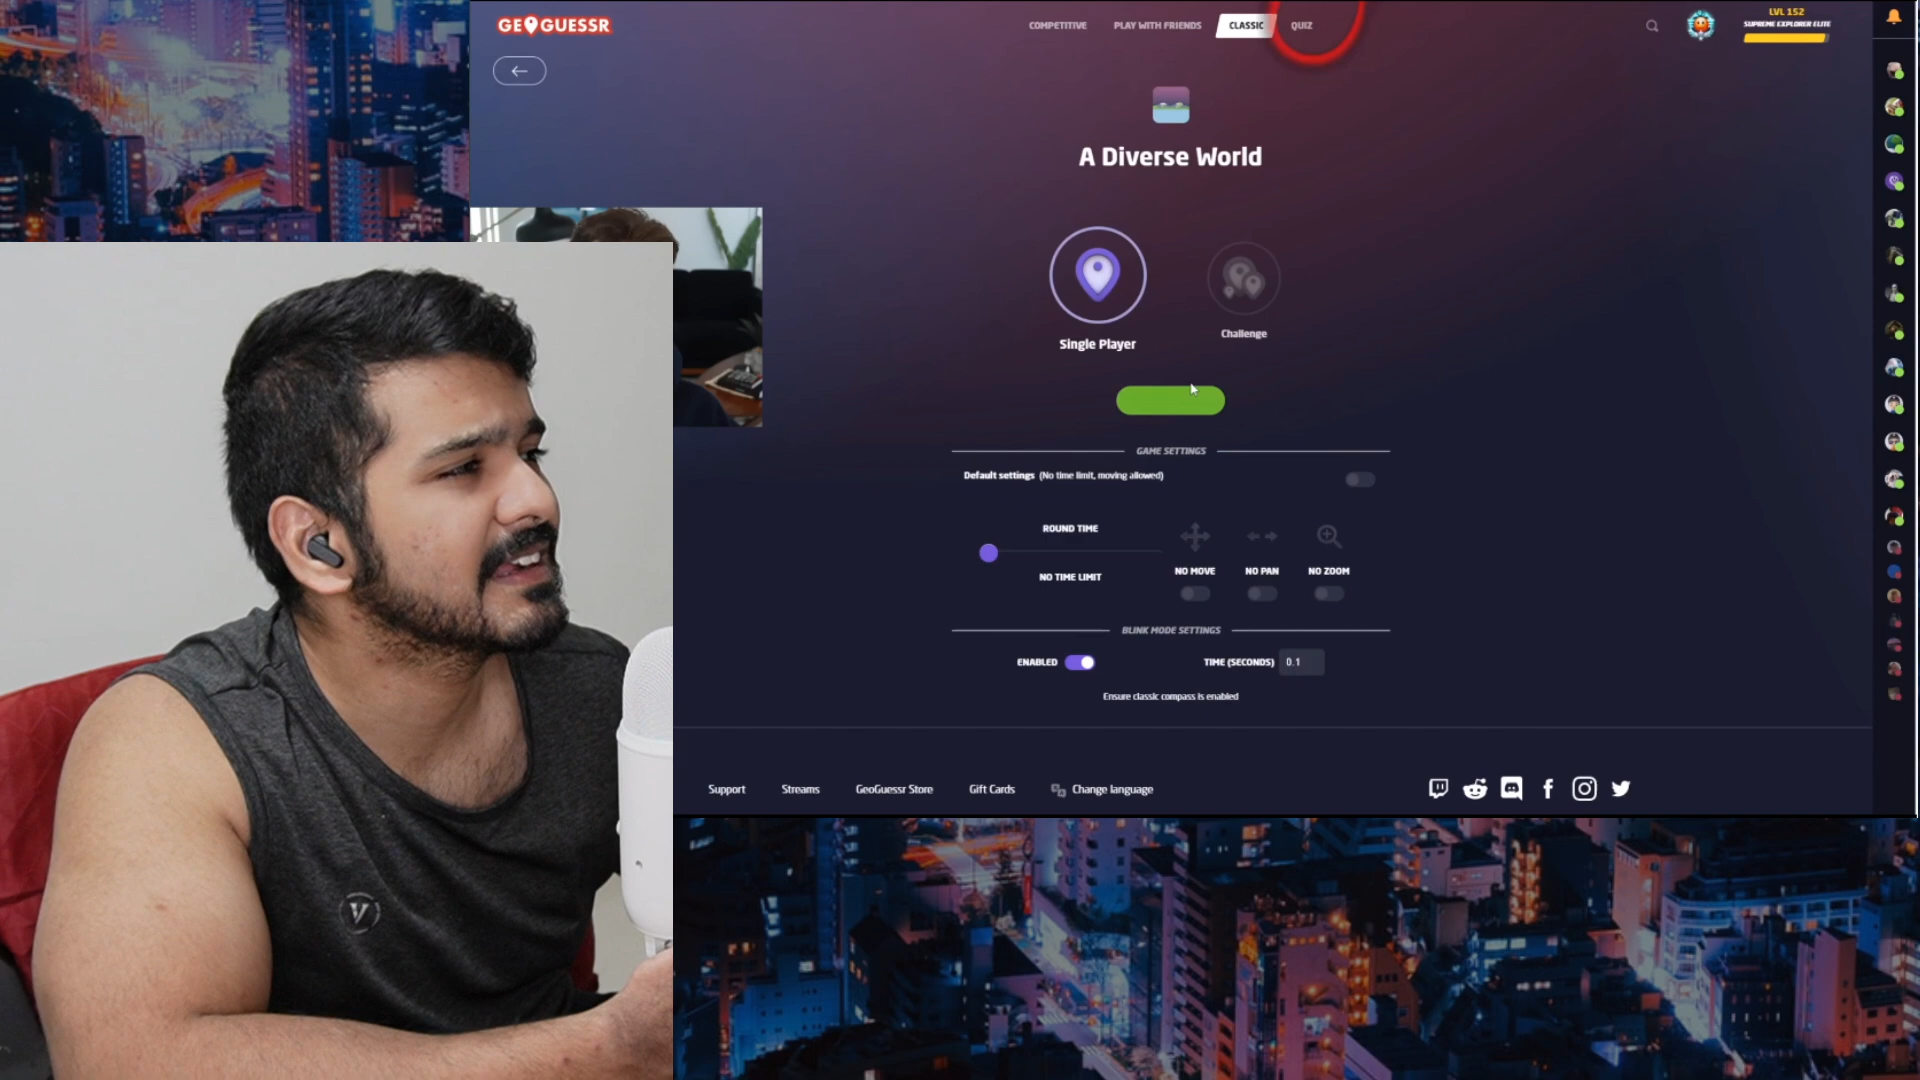 GEOGUESSR
COMPETITIVE
PLAY WITH FRIENDS
CLASSIC
QUIZ
LVL 152
SUPREME EXPLORER ELITE
A Diverse World
Single Player
Challenge
GAME SETTINGS
Default settings (No time limit, moving allowed)
ROUND TIME
NO TIME LIMIT
NO MOVE
NO PAN
NO ZOOM
BLINK MODE SETTINGS
ENABLED
TIME (SECONDS) 0.1
Ensure classic compass is enabled
Support
Streams
GeoGuessr Store
Gift Cards
Change language
V